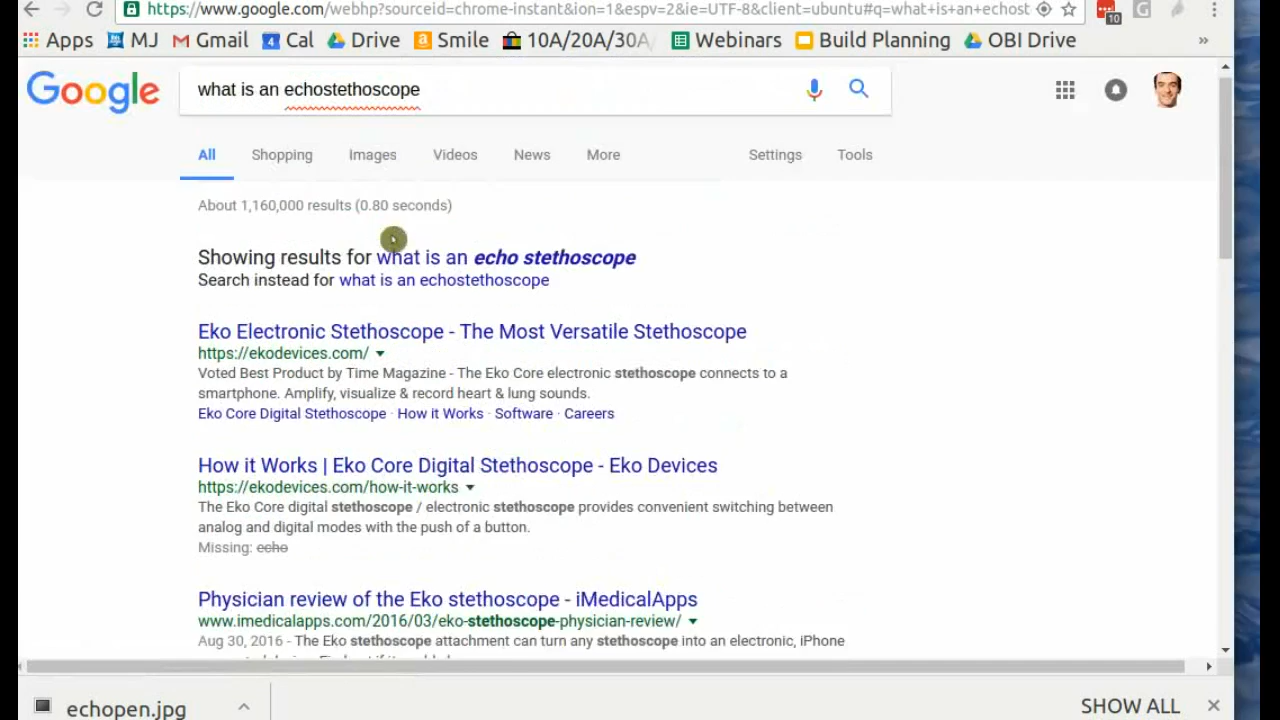 https://www.google.com/webhp?sourceid=chrome-instant&ion=1&espv=2&ie=UTF-8&client=ubuntu#q=what+is+an+echost
10
Apps MJ Gmail 4 Cal Drive Smile 10A/20A/30A Webinars Build Planning OBI Drive »
Google what is an echostethoscope
All Shopping Images Videos News More Settings Tools
About 1,160,000 results (0.80 seconds)
Showing results for what is an echo stethoscope
Search instead for what is an echostethoscope
Eko Electronic Stethoscope - The Most Versatile Stethoscope
https://ekodevices.com/
Voted Best Product by Time Magazine - The Eko Core electronic stethoscope connects to a
smartphone. Amplify, visualize & record heart & lung sounds.
Eko Core Digital Stethoscope · How it Works · Software · Careers
How it Works | Eko Core Digital Stethoscope - Eko Devices
https://ekodevices.com/how-it-works
The Eko Core digital stethoscope / electronic stethoscope provides convenient switching between
analog and digital modes with the push of a button.
Missing: echo
Physician review of the Eko stethoscope - iMedicalApps
www.imedicalapps.com/2016/03/eko-stethoscope-physician-review/
Aug 30, 2016 - The Eko stethoscope attachment can turn any stethoscope into an electronic, iPhone
echopen.jpg SHOW ALL